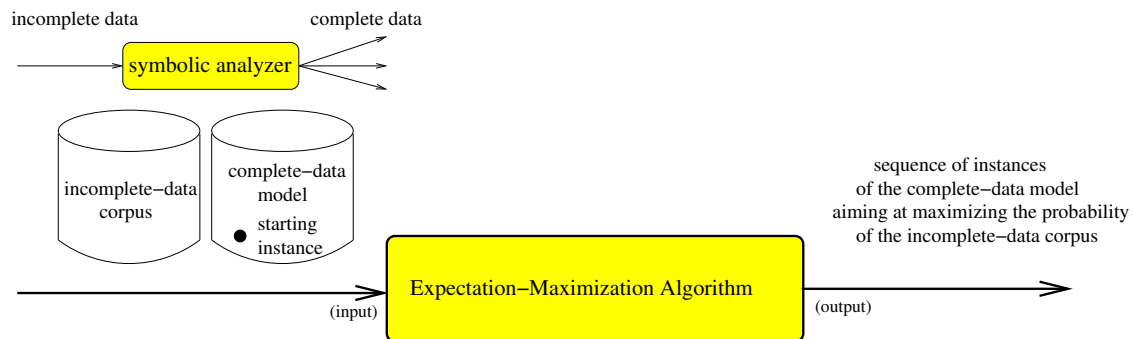 incomplete data
complete data
symbolic analyzer
incomplete−data
corpus
complete−data
model
starting
instance
sequence of instances
of the complete−data model
aiming at maximizing the probability
of the incomplete−data corpus
Expectation−Maximization Algorithm
(input)
(output)